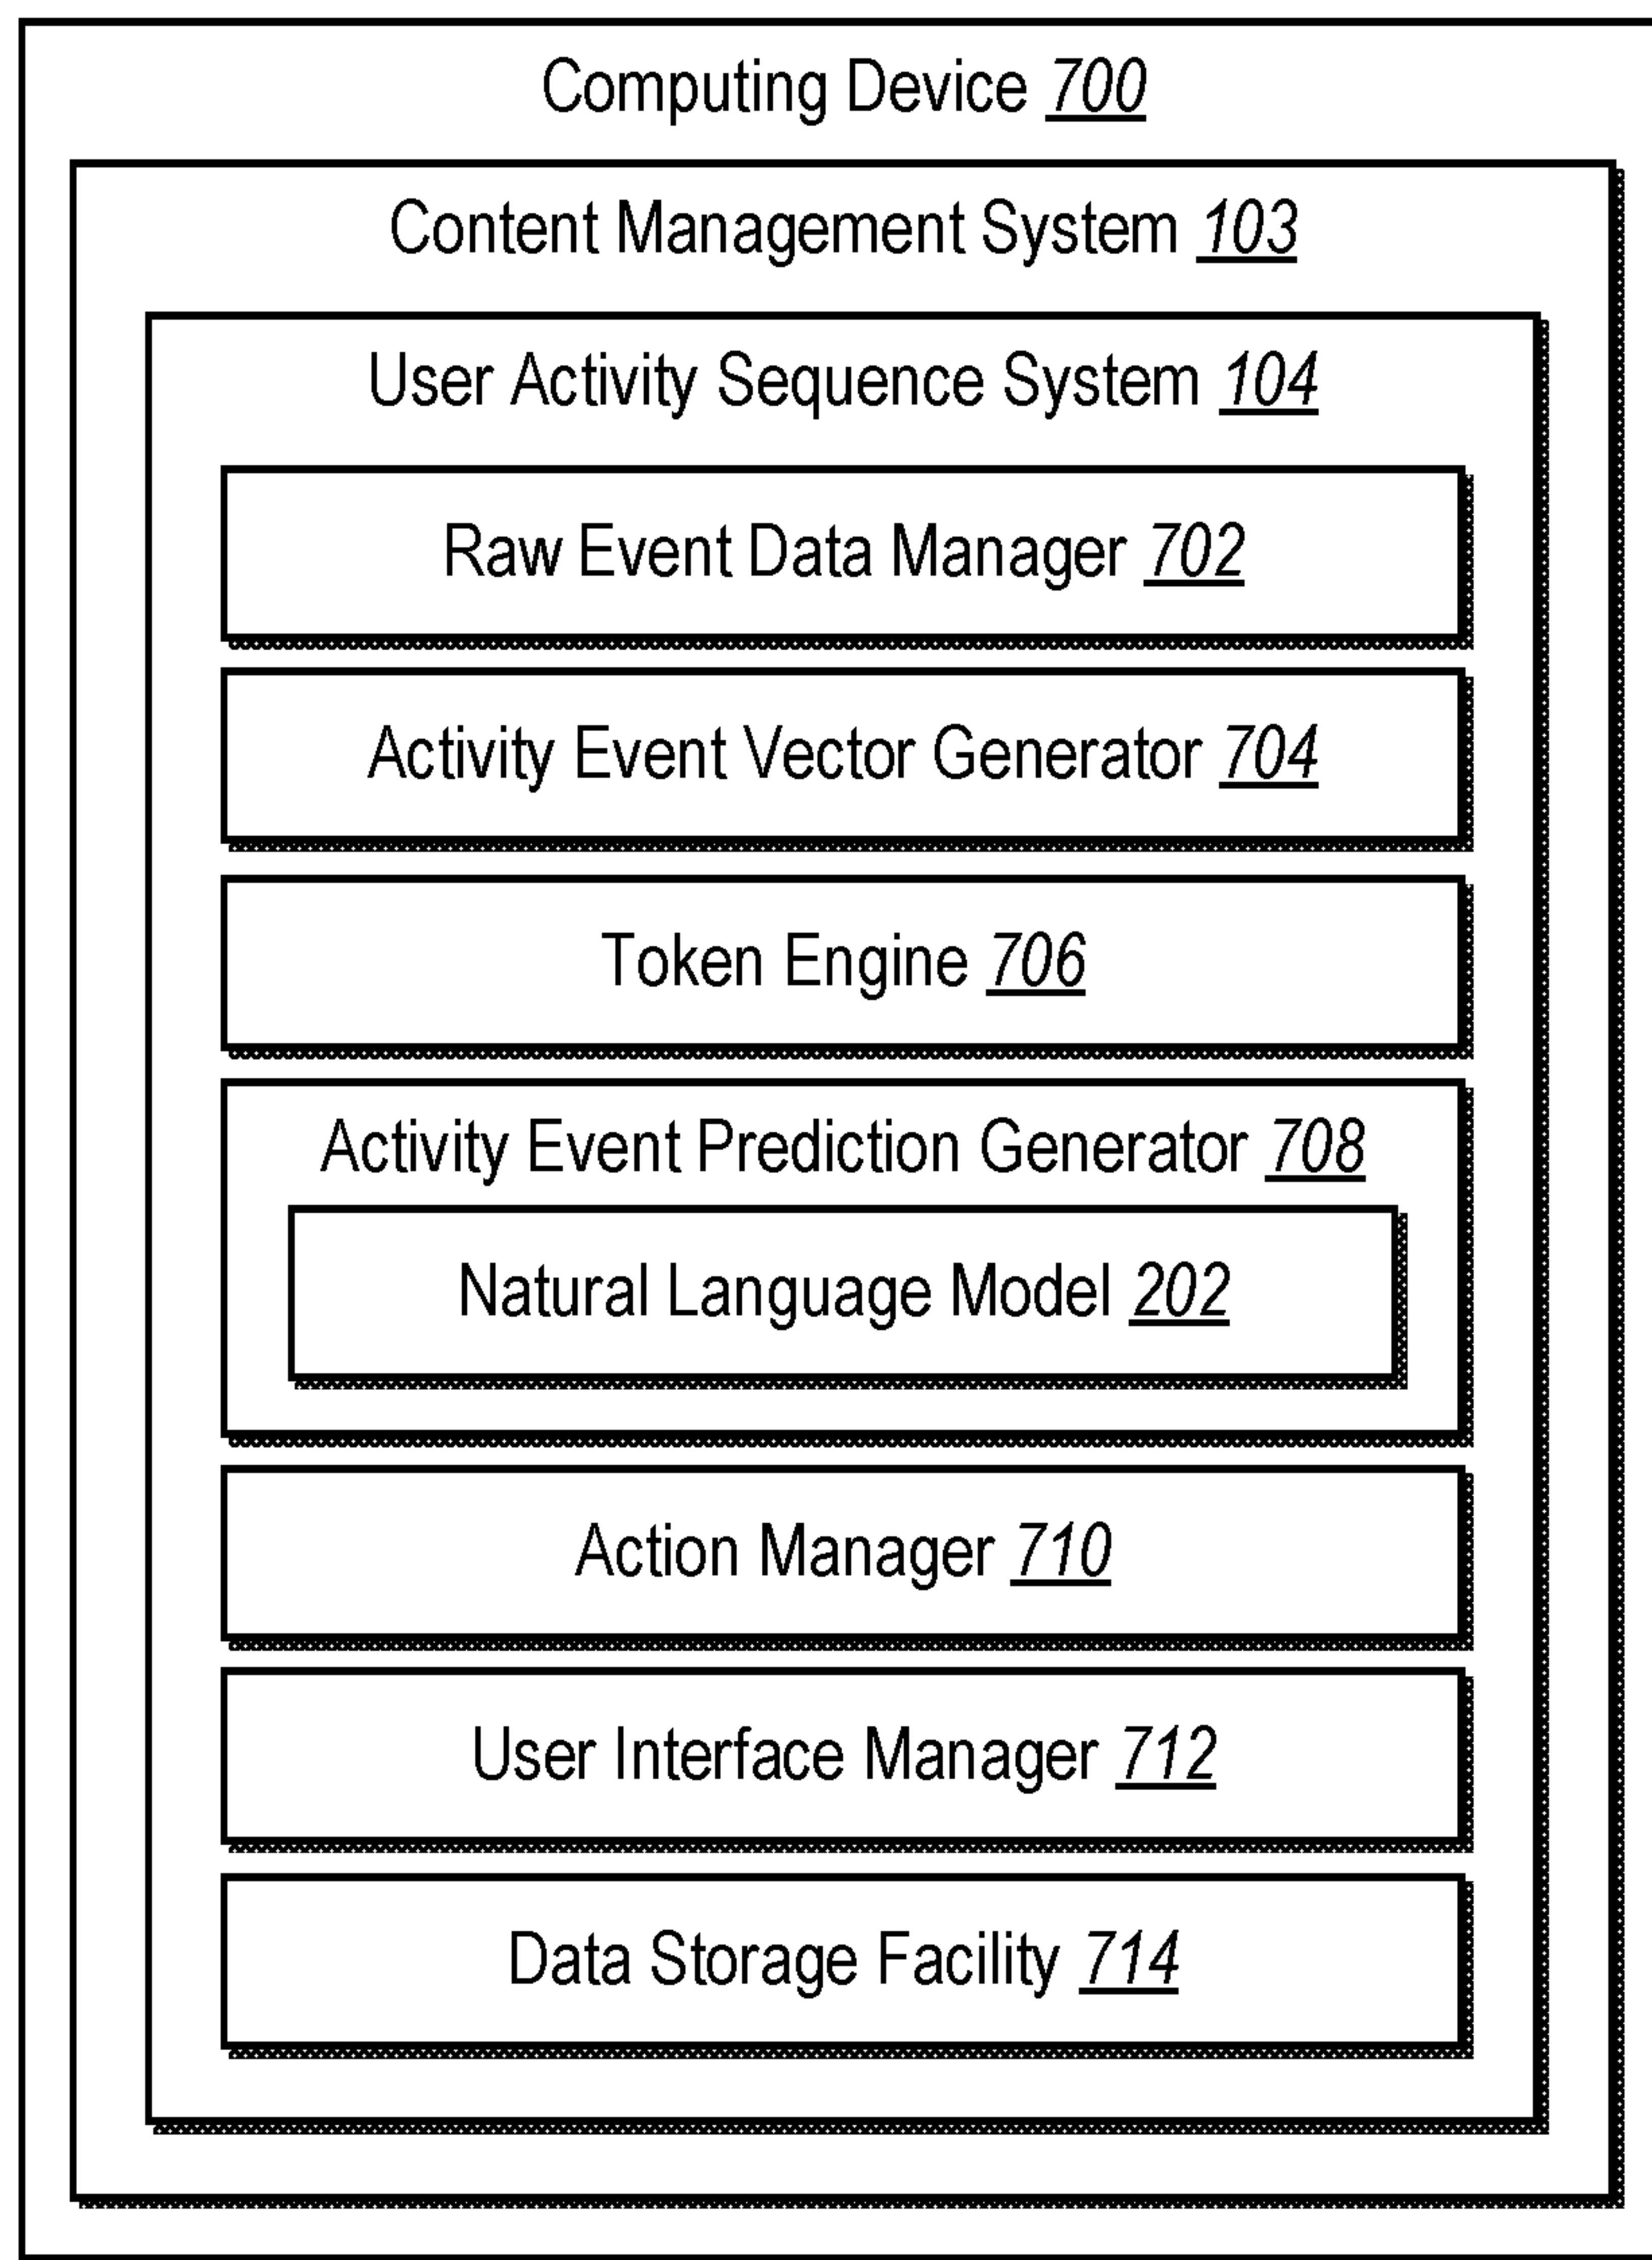 Computing Device 700
Content Management System 103
User Activity Sequence System 104
Raw Event Data Manager 702
Activity Event Vector Generator 704
Token Engine 706
Activity Event Prediction Generator 708
Natural Language Model 202
Action Manager 710
User Interface Manager 712
Data Storage Facility 714